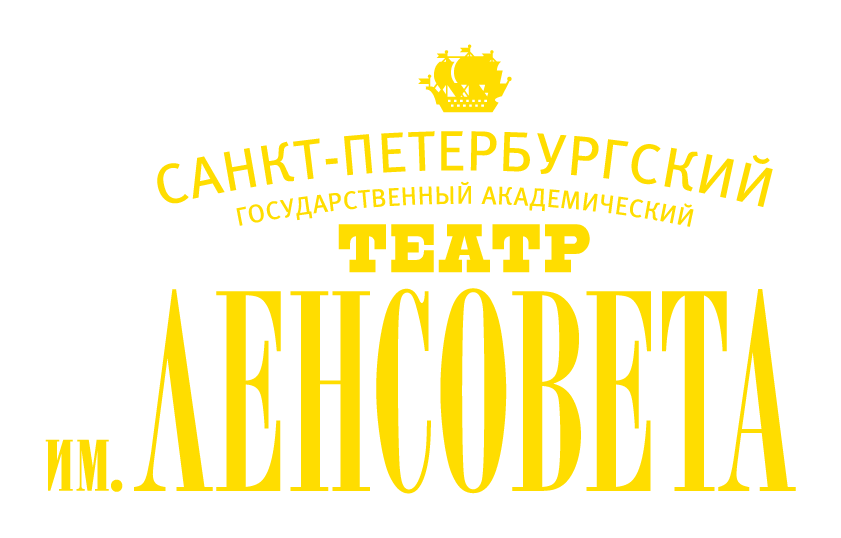 САНКТ-ПЕТЕРБУРГСКИЙ
ГОСУДАРСТВЕННЫЙ АКАДЕМИЧЕСКИЙ
ТЕАТР
им. ЛЕНСОВЕТА